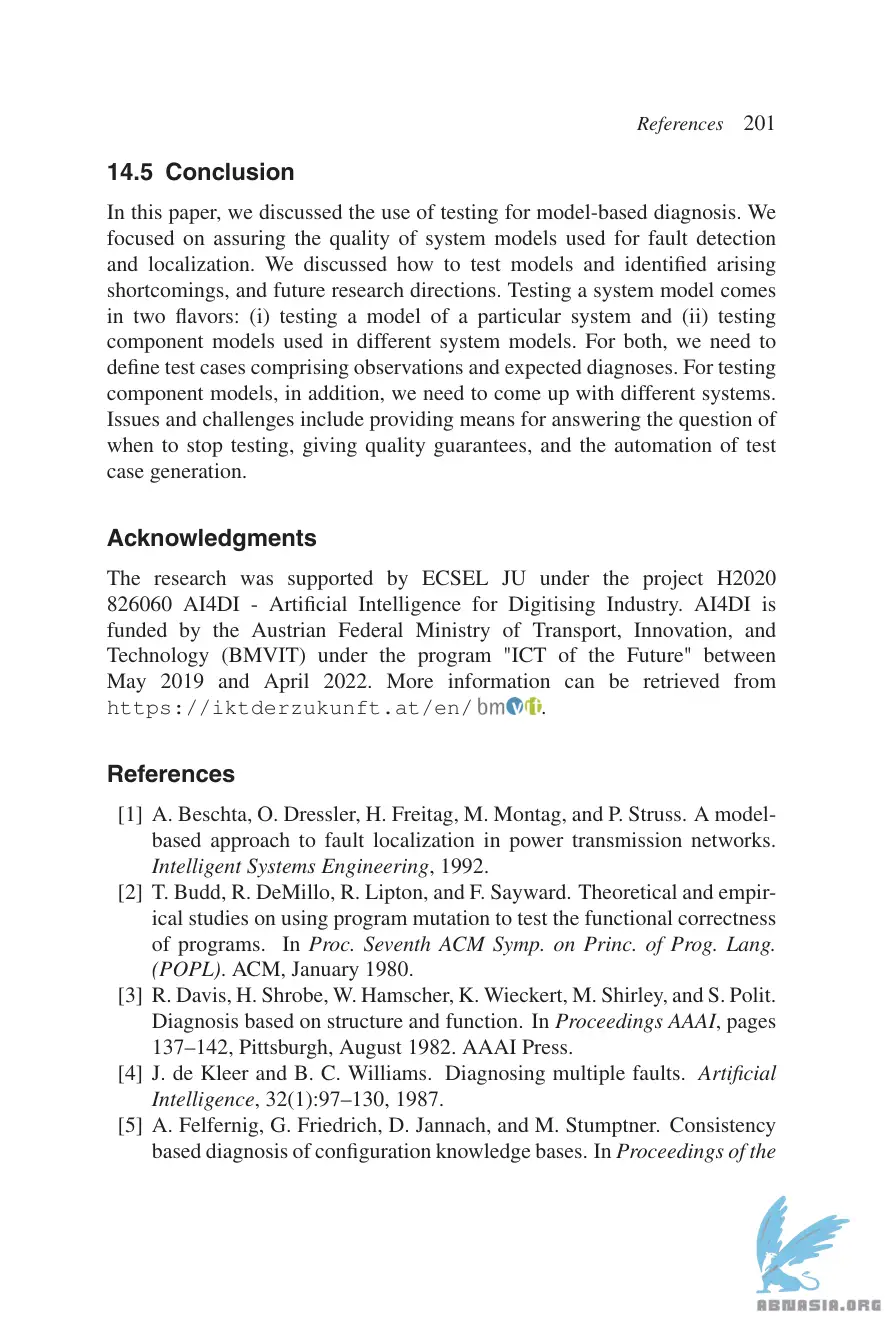 References 201
14.5 Conclusion
In this paper, we discussed the use of testing for model-based diagnosis. We
focused on assuring the quality of system models used for fault detection
and localization. We discussed how to test models and identified arising
shortcomings, and future research directions. Testing a system model comes
in two flavors: (i) testing a model of a particular system and (ii) testing
component models used in different system models. For both, we need to
define test cases comprising observations and expected diagnoses. For testing
component models, in addition, we need to come up with different systems.
Issues and challenges include providing means for answering the question of
when to stop testing, giving quality guarantees, and the automation of test
case generation.
Acknowledgments
The research was supported by ECSEL JU under the project H2020
826060 AI4DI - Artificial Intelligence for Digitising Industry. AI4DI is
funded by the Austrian Federal Ministry of Transport, Innovation, and
Technology (BMVIT) under the program "ICT of the Future" between
May 2019 and April 2022. More information can be retrieved from
https://iktderzukunft.at/en/ bmvit.
References
[1] A. Beschta, O. Dressler, H. Freitag, M. Montag, and P. Struss. A model-
based approach to fault localization in power transmission networks.
Intelligent Systems Engineering, 1992.
[2] T. Budd, R. DeMillo, R. Lipton, and F. Sayward. Theoretical and empir-
ical studies on using program mutation to test the functional correctness
of programs. In Proc. Seventh ACM Symp. on Princ. of Prog. Lang.
(POPL). ACM, January 1980.
[3] R. Davis, H. Shrobe, W. Hamscher, K. Wieckert, M. Shirley, and S. Polit.
Diagnosis based on structure and function. In Proceedings AAAI, pages
137–142, Pittsburgh, August 1982. AAAI Press.
[4] J. de Kleer and B. C. Williams. Diagnosing multiple faults. Artificial
Intelligence, 32(1):97–130, 1987.
[5] A. Felfernig, G. Friedrich, D. Jannach, and M. Stumptner. Consistency
based diagnosis of configuration knowledge bases. In Proceedings of the
ABNASIA.ORG